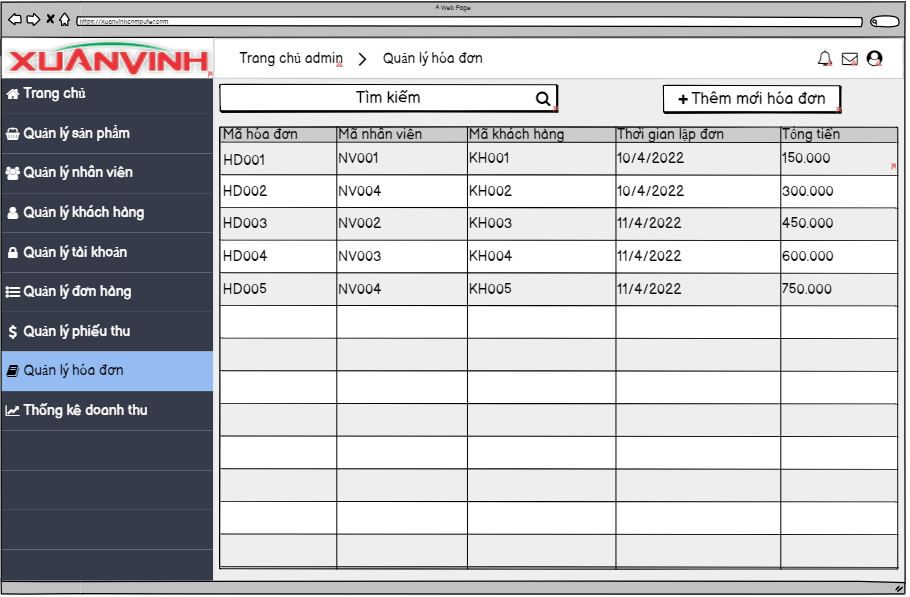 A Web Page
https://xuanvinhcomputer.com
XUANVINH
Trang chủ admin
Quản lý hóa đơn
Trang chủ
Quản lý sản phẩm
Quản lý nhân viên
Quản lý khách hàng
Quản lý tài khoản
Quản lý đơn hàng
Quản lý phiếu thu
Quản lý hóa đơn
Thống kê doanh thu
Tìm kiếm
+ Thêm mới hóa đơn
Mã hóa đơn Mã nhân viên Mã khách hàng Thời gian lập đơn Tổng tiền
HD001 NV001 KH001 10/4/2022 150.000
HD002 NV004 KH002 10/4/2022 300.000
HD003 NV002 KH003 11/4/2022 450.000
HD004 NV003 KH004 11/4/2022 600.000
HD005 NV004 KH005 11/4/2022 750.000